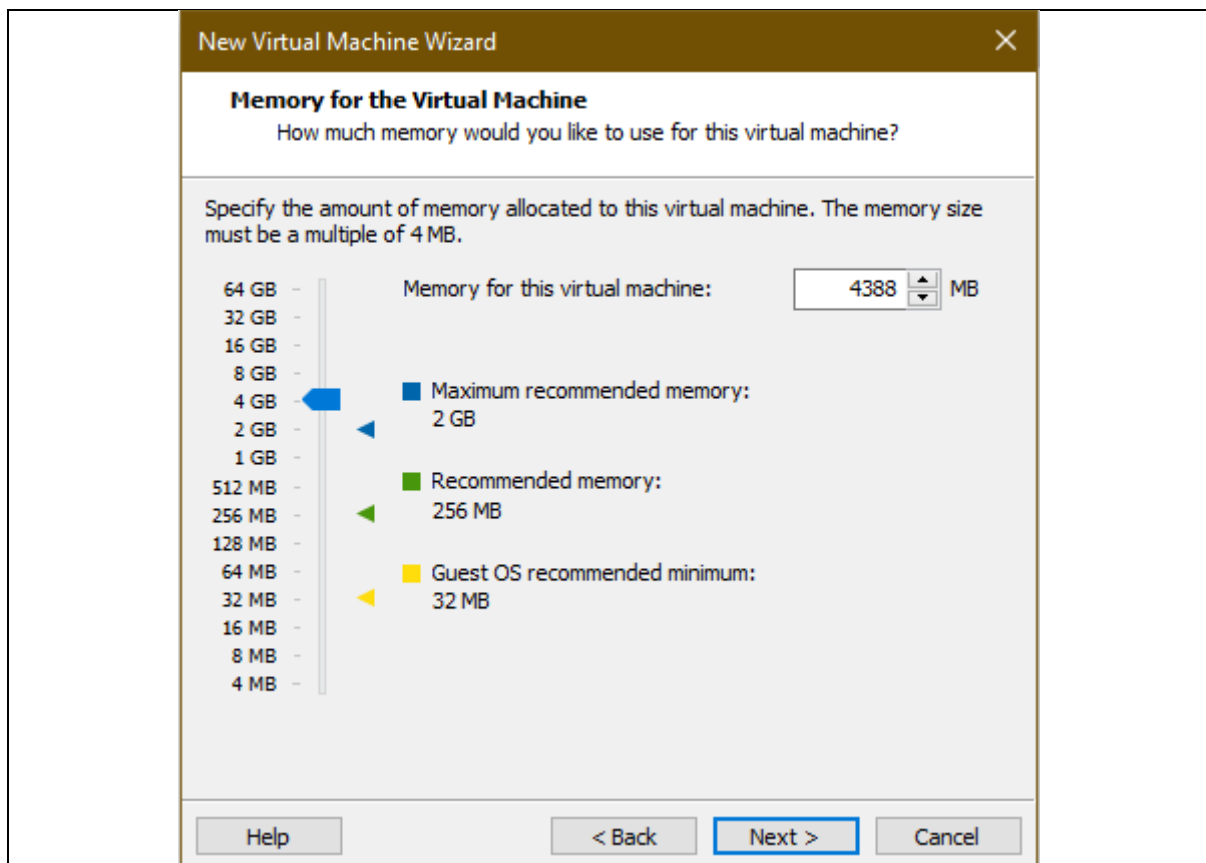 New Virtual Machine Wizard
Memory for the Virtual Machine
How much memory would you like to use for this virtual machine?
Specify the amount of memory allocated to this virtual machine. The memory size
must be a multiple of 4 MB.
64 GB
Memory for this virtual machine:
4388
MB
32 GB
16 GB
8 GB
4 GB
2 GB
1 GB
512 MB
256 MB
128 MB
64 MB
32 MB
16 MB
8 MB
4 MB
Maximum recommended memory:
2 GB
Recommended memory:
256 MB
Guest OS recommended minimum:
32 MB
Help
< Back
Next >
Cancel